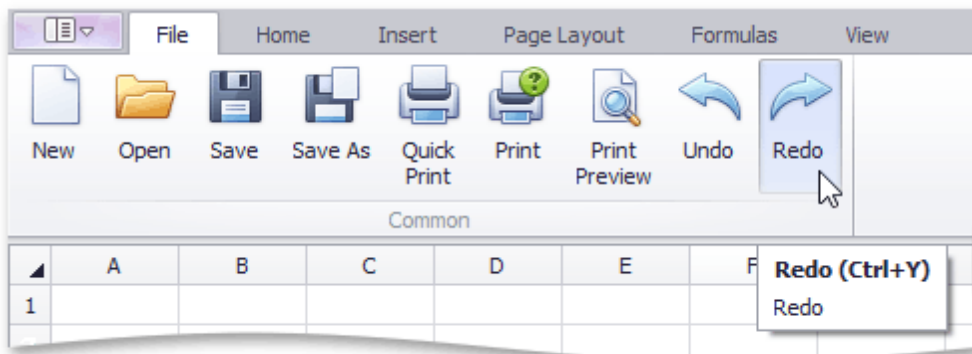 File Home Insert Page Layout Formulas View
New Open Save Save As Quick Print Print Print Preview Undo Redo
Common
A B C D E F
Redo (Ctrl+Y)
1
Redo